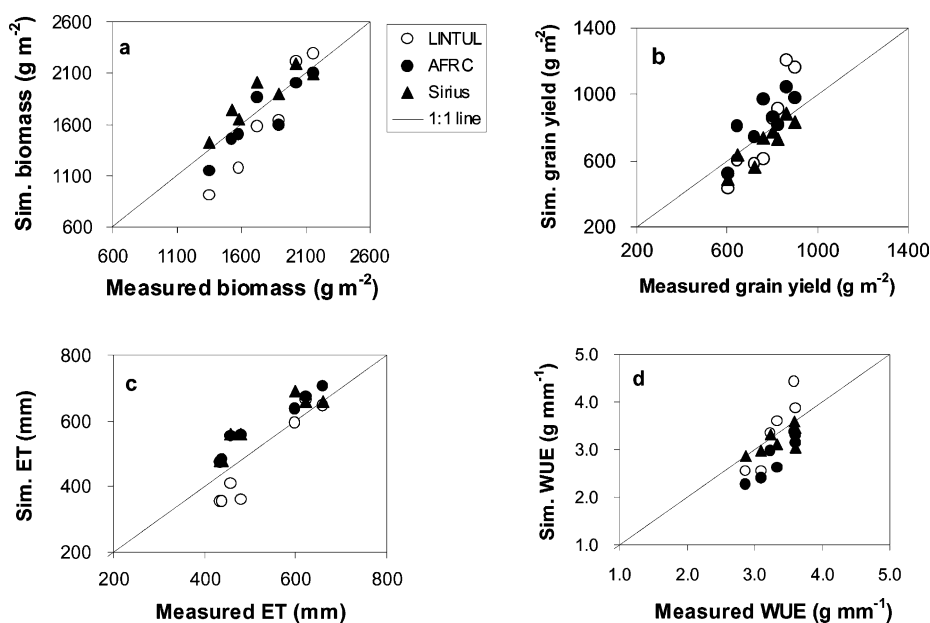 a
Sim. biomass (g m-2)
2600
2100
1600
1100
600
600 1100 1600 2100 2600
Measured biomass (g m-2)
LINTUL
AFRC
Sirius
1:1 line
b
Sim. grain yield (g m-2)
1400
1000
600
200
200 600 1000 1400
Measured grain yield (g m-2)
c
Sim. ET (mm)
800
600
400
200
200 400 600 800
Measured ET (mm)
d
Sim. WUE (g mm-1)
5.0
4.0
3.0
2.0
1.0
1.0 2.0 3.0 4.0 5.0
Measured WUE (g mm-1)